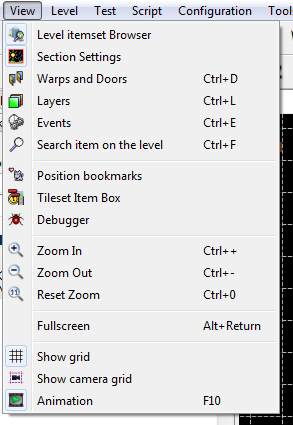 View Level Test Script Configuration Tools
Level itemset Browser
Section Settings
Warps and Doors Ctrl+D
Layers Ctrl+L
Events Ctrl+E
Search item on the level Ctrl+F
Position bookmarks
Tileset Item Box
Debugger
Zoom In Ctrl++
Zoom Out Ctrl+-
Reset Zoom Ctrl+0
Fullscreen Alt+Return
Show grid
Show camera grid
Animation F10